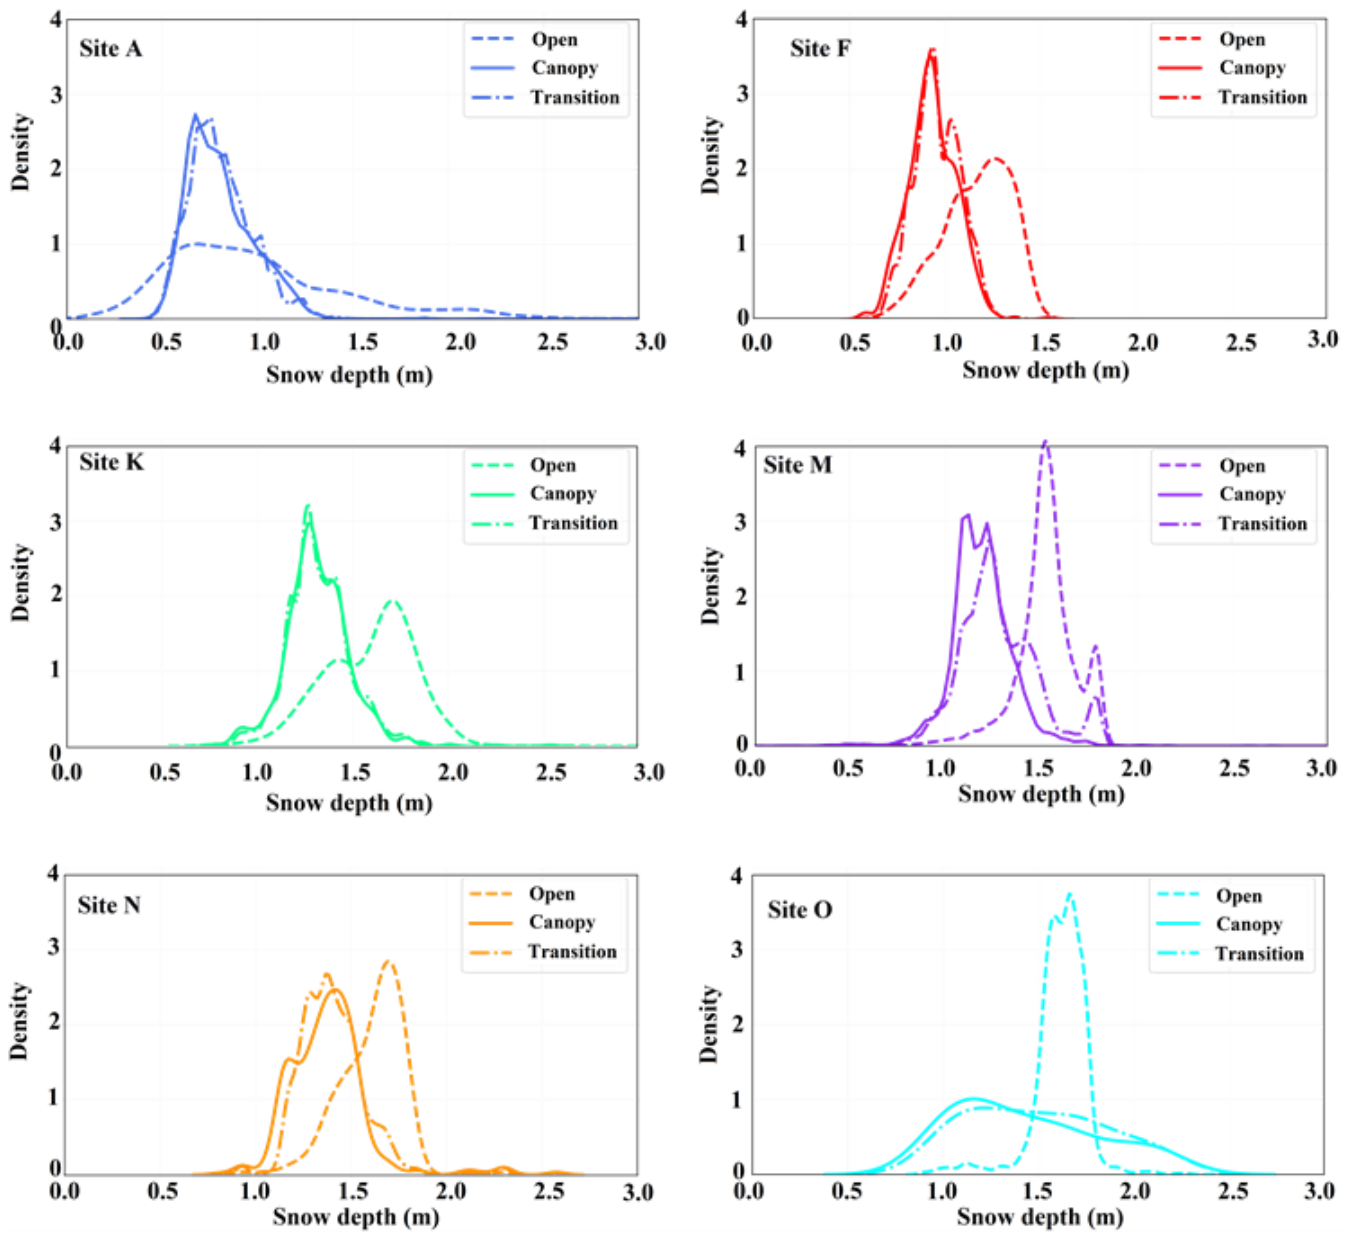 4
Site A
Open
Canopy
Transition
3
2
1
0
Density
0.0 0.5 1.0 1.5 2.0 2.5 3.0
Snow depth (m)
4
Site F
Open
Canopy
Transition
3
2
1
0
Density
0.0 0.5 1.0 1.5 2.0 2.5 3.0
Snow depth (m)
4
Site K
Open
Canopy
Transition
3
2
1
0
Density
0.0 0.5 1.0 1.5 2.0 2.5 3.0
Snow depth (m)
4
Site M
Open
Canopy
Transition
3
2
1
0
Density
0.0 0.5 1.0 1.5 2.0 2.5 3.0
Snow depth (m)
4
Site N
Open
Canopy
Transition
3
2
1
0
Density
0.0 0.5 1.0 1.5 2.0 2.5 3.0
Snow depth (m)
4
Site O
Open
Canopy
Transition
3
2
1
0
Density
0.0 0.5 1.0 1.5 2.0 2.5 3.0
Snow depth (m)